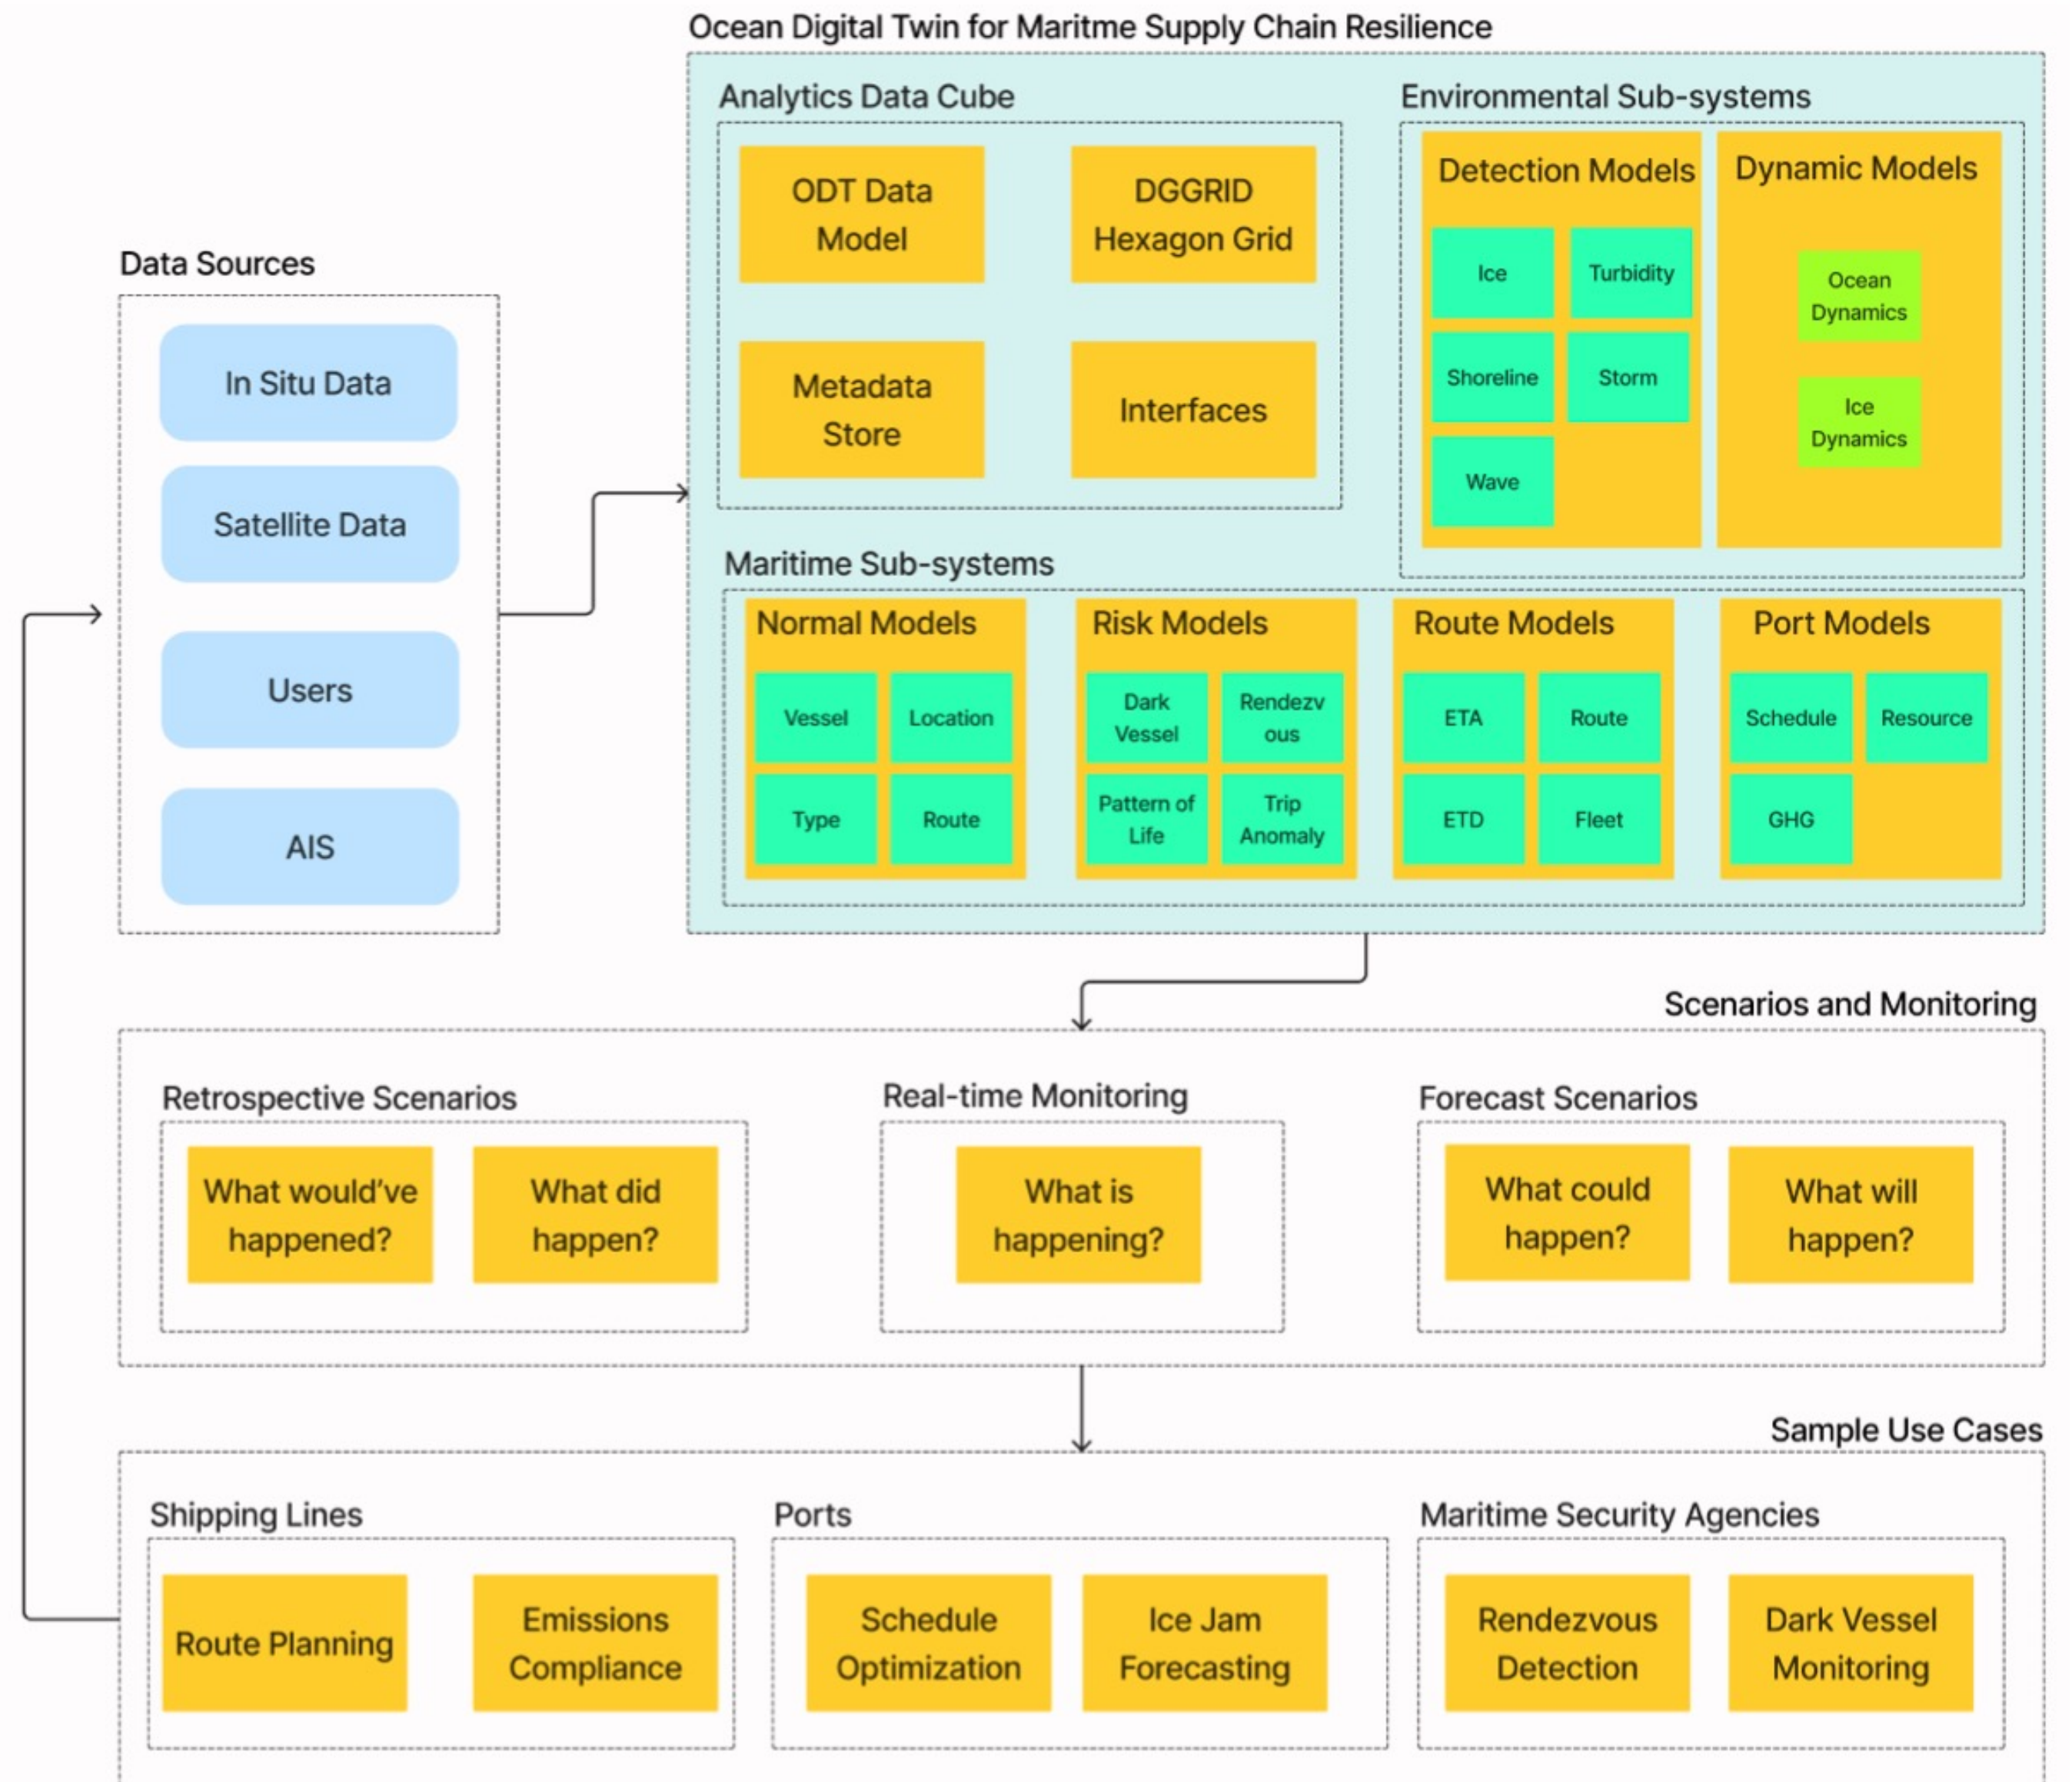 Ocean Digital Twin for Maritme Supply Chain Resilience
Analytics Data Cube
ODT Data
Model
DGGRID
Hexagon Grid
Metadata
Store
Interfaces
Environmental Sub-systems
Detection Models
Ice
Turbidity
Shoreline
Storm
Wave
Dynamic Models
Ocean
Dynamics
Ice
Dynamics
Data Sources
In Situ Data
Satellite Data
Users
AIS
Maritime Sub-systems
Normal Models
Vessel
Location
Type
Route
Risk Models
Dark
Vessel
Rendezv
ous
Pattern of
Life
Trip
Anomaly
Route Models
ETA
Route
ETD
Fleet
Port Models
Schedule
Resource
GHG
Scenarios and Monitoring
Retrospective Scenarios
What would've
happened?
What did
happen?
Real-time Monitoring
What is
happening?
Forecast Scenarios
What could
happen?
What will
happen?
Sample Use Cases
Shipping Lines
Route Planning
Emissions
Compliance
Ports
Schedule
Optimization
Ice Jam
Forecasting
Maritime Security Agencies
Rendezvous
Detection
Dark Vessel
Monitoring